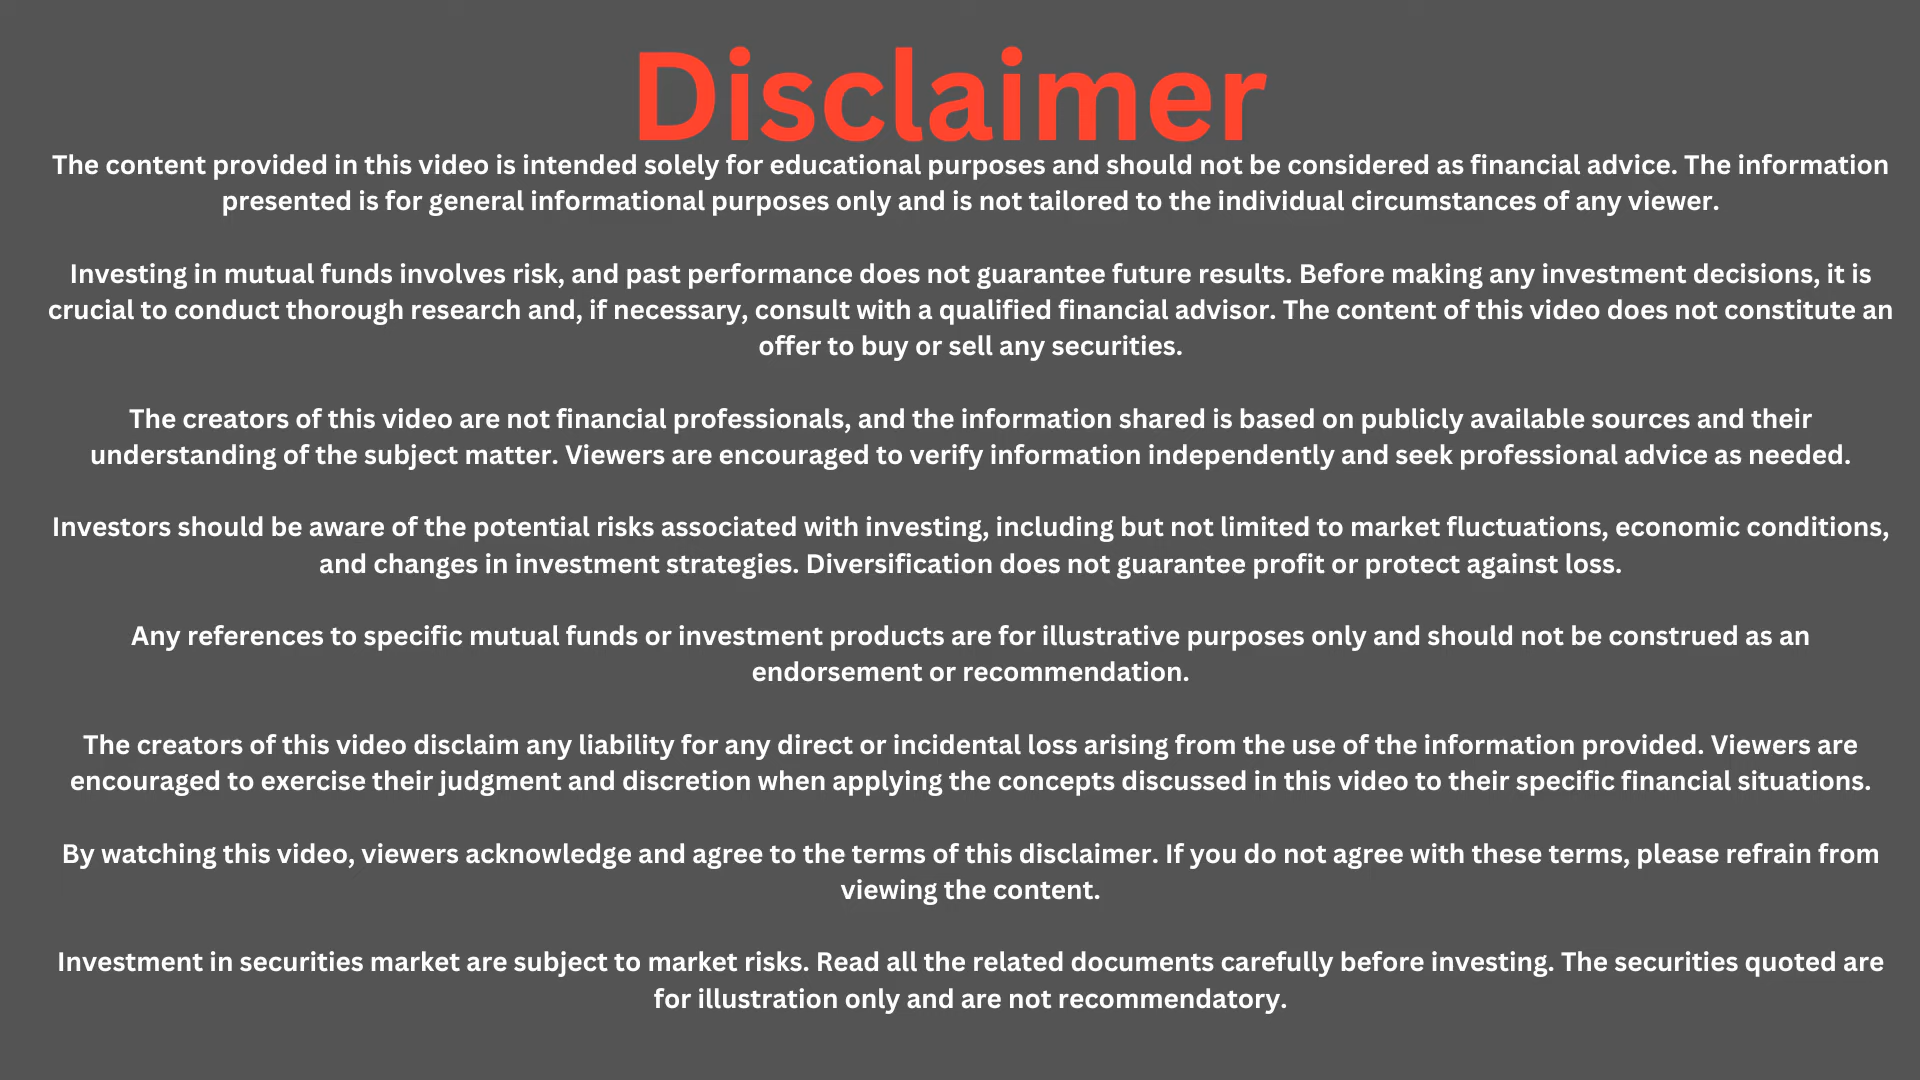 Disclaimer
The content provided in this video is intended solely for educational purposes and should not be considered as financial advice. The information
presented is for general informational purposes only and is not tailored to the individual circumstances of any viewer.
Investing in mutual funds involves risk, and past performance does not guarantee future results. Before making any investment decisions, it is
crucial to conduct thorough research and, if necessary, consult with a qualified financial advisor. The content of this video does not constitute an
offer to buy or sell any securities.
The creators of this video are not financial professionals, and the information shared is based on publicly available sources and their
understanding of the subject matter. Viewers are encouraged to verify information independently and seek professional advice as needed.
Investors should be aware of the potential risks associated with investing, including but not limited to market fluctuations, economic conditions,
and changes in investment strategies. Diversification does not guarantee profit or protect against loss.
Any references to specific mutual funds or investment products are for illustrative purposes only and should not be construed as an
endorsement or recommendation.
The creators of this video disclaim any liability for any direct or incidental loss arising from the use of the information provided. Viewers are
encouraged to exercise their judgment and discretion when applying the concepts discussed in this video to their specific financial situations.
By watching this video, viewers acknowledge and agree to the terms of this disclaimer. If you do not agree with these terms, please refrain from
viewing the content.
Investment in securities market are subject to market risks. Read all the related documents carefully before investing. The securities quoted are
for illustration only and are not recommendatory.